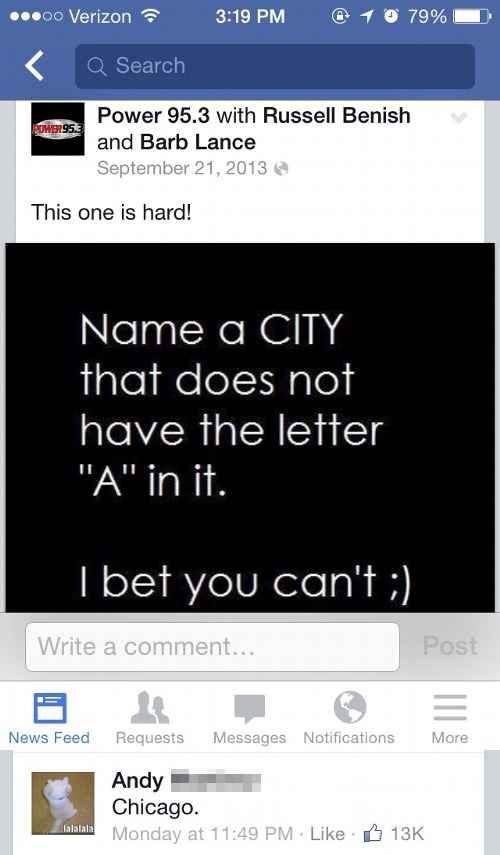 Verizon 3:19 PM 79%
Search
POWER 95.3
Power 95.3 with Russell Benish
and Barb Lance
September 21, 2013
This one is hard!
Name a CITY
that does not
have the letter
"A" in it.
I bet you can't ;)
Write a comment... Post
News Feed Requests Messages Notifications More
Andy
Chicago.
lalalala
Monday at 11:49 PM · Like · 13K